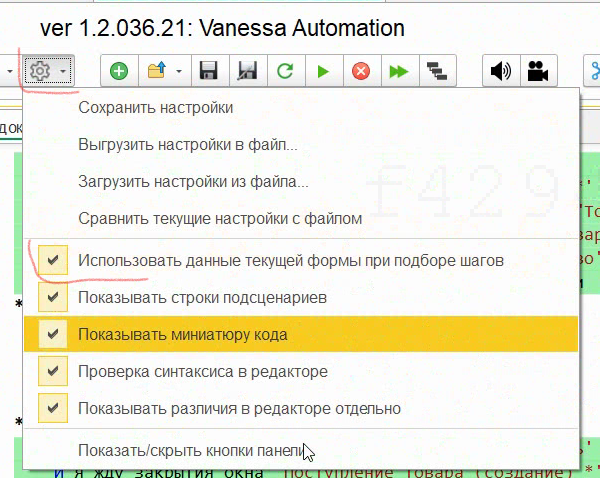 ver 1.2.036.21: Vanessa Automation
Сохранить настройки
Выгрузить настройки в файл...
Загрузить настройки из файла...
Сравнить текущие настройки с файлом
f429
Использовать данные текущей формы при подборе шагов
Показывать строки подсценариев
Показывать миниатюру кода
Проверка синтаксиса в редакторе
Показывать различия в редакторе отдельно
Показать/скрыть кнопки панели
И я жду закрытия окна "Поступление товара (создание) *"